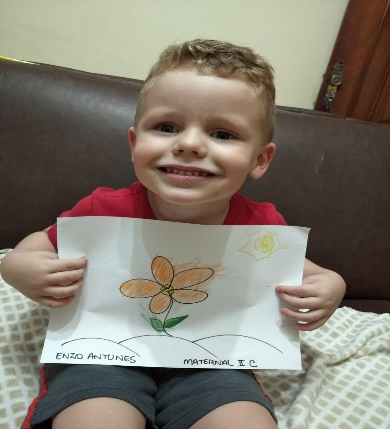 ENZO ANTUNES MATERNAL II C